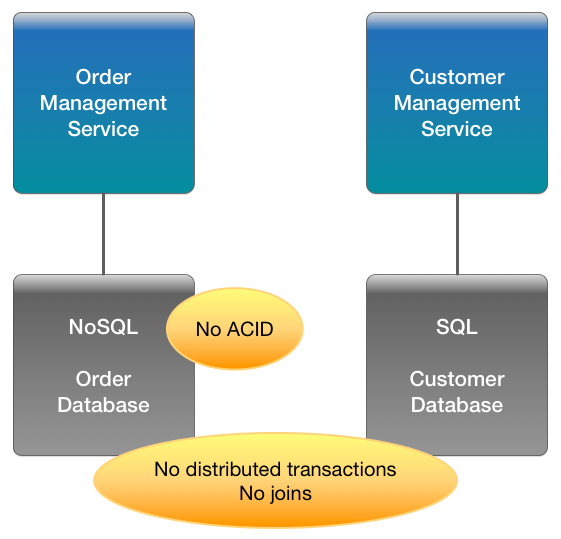 Order
Management
Service
Customer
Management
Service
NoSQL
Order
Database
No ACID
SQL
Customer
Database
No distributed transactions
No joins